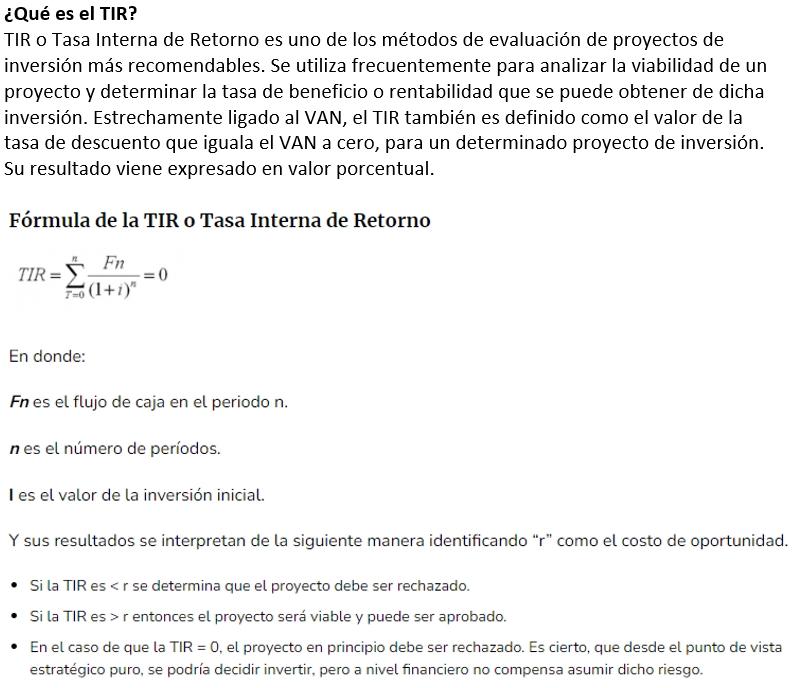 ¿Qué es el TIR?
TIR o Tasa Interna de Retorno es uno de los métodos de evaluación de proyectos de
inversión más recomendables. Se utiliza frecuentemente para analizar la viabilidad de un
proyecto y determinar la tasa de beneficio o rentabilidad que se puede obtener de dicha
inversión. Estrechamente ligado al VAN, el TIR también es definido como el valor de la
tasa de descuento que iguala el VAN a cero, para un determinado proyecto de inversión.
Su resultado viene expresado en valor porcentual.
Fórmula de la TIR o Tasa Interna de Retorno
TIR = n ∑ T=0 Fn / (1+i)^n = 0
En donde:
Fn es el flujo de caja en el periodo n.
n es el número de períodos.
I es el valor de la inversión inicial.
Y sus resultados se interpretan de la siguiente manera identificando “r” como el costo de oportunidad.
• Si la TIR es < r se determina que el proyecto debe ser rechazado.
• Si la TIR es > r entonces el proyecto será viable y puede ser aprobado.
• En el caso de que la TIR = 0, el proyecto en principio debe ser rechazado. Es cierto, que desde el punto de vista
estratégico puro, se podría decidir invertir, pero a nivel financiero no compensa asumir dicho riesgo.